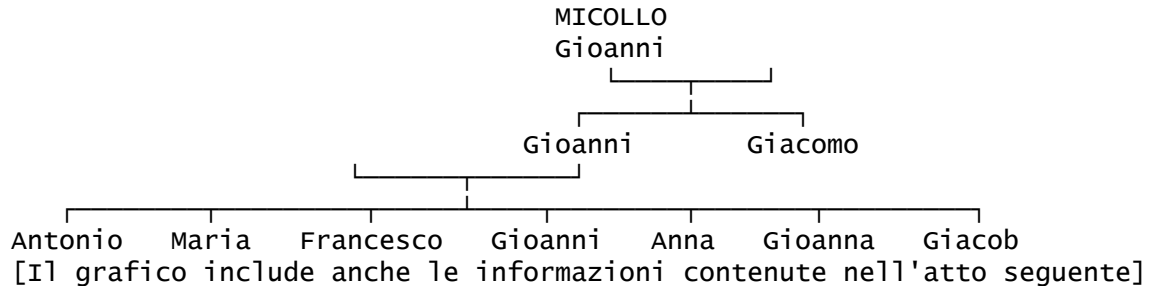 MICOLLO
Gioanni
Gioanni Giacomo
Antonio Maria Francesco Gioanni Anna Gioanna Giacob
[Il grafico include anche le informazioni contenute nell'atto seguente]